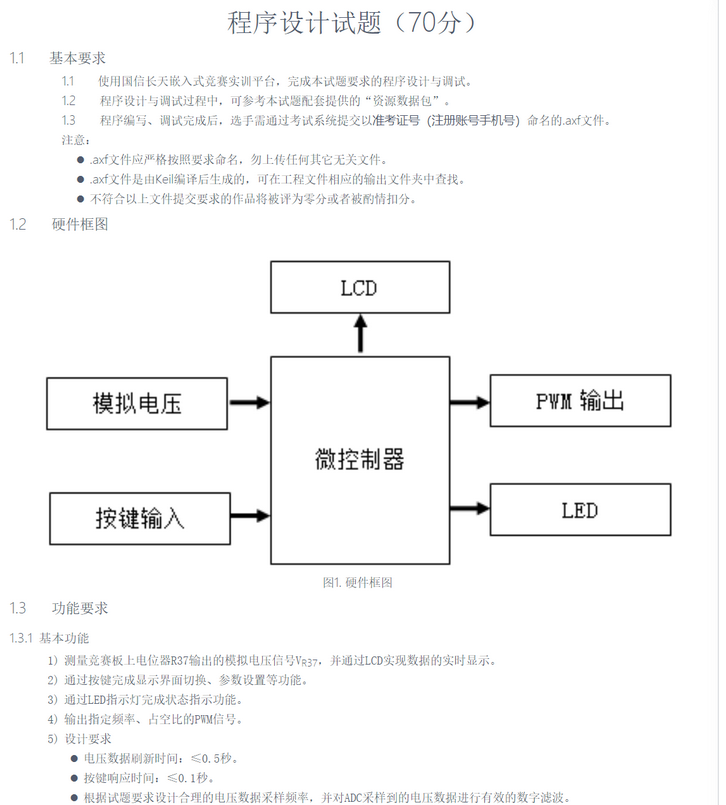 程序设计试题（70分）
1.1 基本要求
1.1 使用国信长天嵌入式竞赛实训平台，完成本试题要求的程序设计与调试。
1.2 程序设计与调试过程中，可参考本试题配套提供的“资源数据包”。
1.3 程序编写、调试完成后，选手需通过考试系统提交以准考证号（注册账号手机号）命名的.axf文件。
注意：
● .axf文件应严格按照要求命名，勿上传任何其它无关文件。
● .axf文件是由Keil编译后生成的，可在工程文件相应的输出文件夹中查找。
● 不符合以上文件提交要求的作品将被评为零分或者被酌情扣分。
1.2 硬件框图
LCD
模拟电压
PWM 输出
微控制器
按键输入
LED
图1. 硬件框图
1.3 功能要求
1.3.1 基本功能
1) 测量竞赛板上电位器R37输出的模拟电压信号VR37，并通过LCD实现数据的实时显示。
2) 通过按键完成显示界面切换、参数设置等功能。
3) 通过LED指示灯完成状态指示功能。
4) 输出指定频率、占空比的PWM信号。
5) 设计要求
● 电压数据刷新时间：≤0.5秒。
● 按键响应时间：≤0.1秒。
● 根据试题要求设计合理的电压数据采样频率，并对ADC采样到的电压数据进行有效的数字滤波。